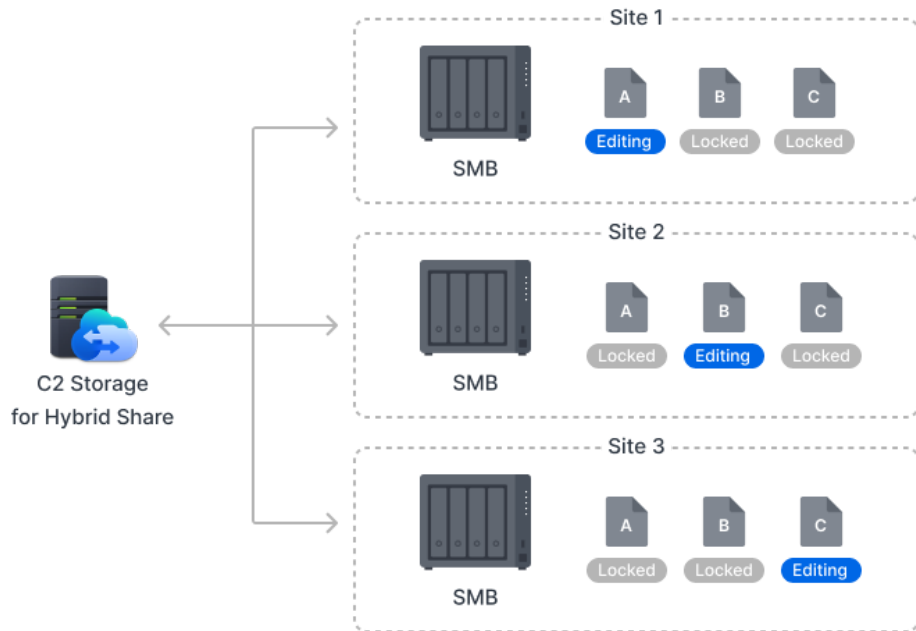 Site 1
A
B
C
Editing
Locked
Locked
SMB
Site 2
A
B
C
Locked
Editing
Locked
SMB
C2 Storage
for Hybrid Share
Site 3
A
B
C
Locked
Locked
Editing
SMB